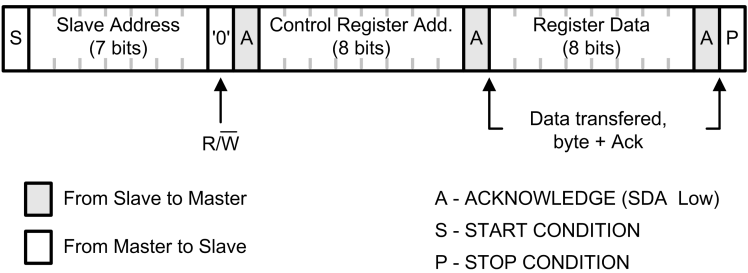 S Slave Address (7 bits) '0' A Control Register Add. (8 bits) A Register Data (8 bits) A P
R/W̅
Data transfered,
byte + Ack
From Slave to Master
From Master to Slave
A - ACKNOWLEDGE (SDA Low)
S - START CONDITION
P - STOP CONDITION